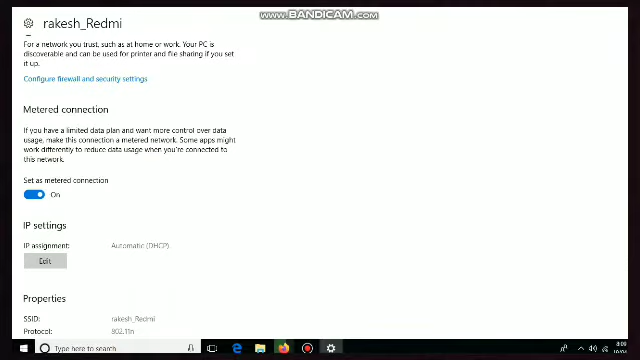 www.BANDICAM.com
rakesh_Redmi
For a network you trust, such as at home or work. Your PC is
discoverable and can be used for printer and file sharing if you set
it up.
Configure firewall and security settings
Metered connection
If you have a limited data plan and want more control over data
usage, make this connection a metered network. Some apps might
work differently to reduce data usage when you're connected to
this network.
Set as metered connection
On
IP settings
IP assignment: Automatic (DHCP)
Edit
Properties
SSID: rakesh_Redmi
Protocol: 802.11n
Type here to search